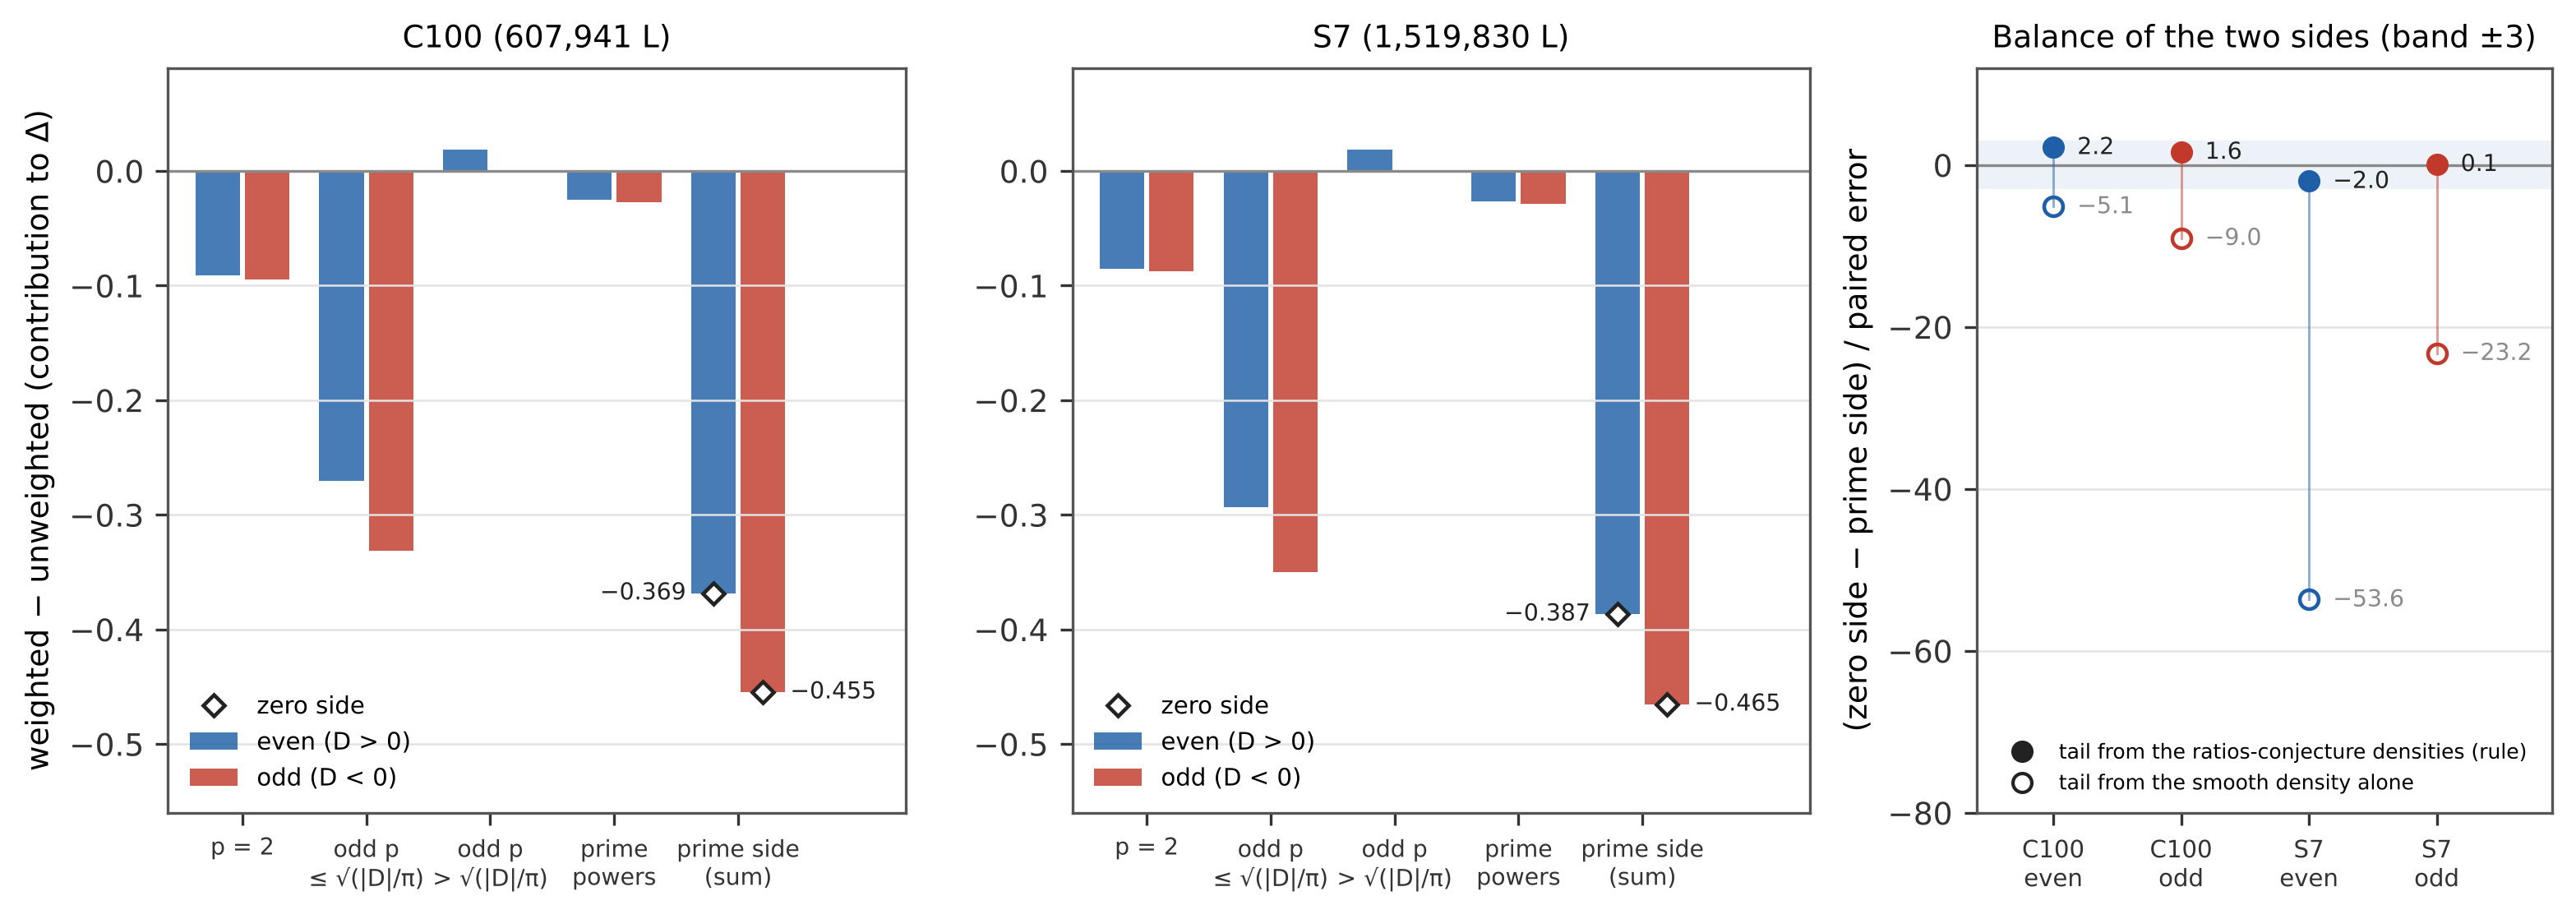 C100 (607,941 L)
weighted − unweighted (contribution to Δ)
0.0
−0.1
−0.2
−0.3
−0.4
−0.5
−0.369
−0.455
zero side
even (D > 0)
odd (D < 0)
p = 2
odd p
≤ √(|D|/π)
odd p
> √(|D|/π)
prime
powers
prime side
(sum)
S7 (1,519,830 L)
0.0
−0.1
−0.2
−0.3
−0.4
−0.5
−0.387
−0.465
zero side
even (D > 0)
odd (D < 0)
p = 2
odd p
≤ √(|D|/π)
odd p
> √(|D|/π)
prime
powers
prime side
(sum)
Balance of the two sides (band ±3)
(zero side − prime side) / paired error
0
−20
−40
−60
−80
2.2
−5.1
1.6
−9.0
−2.0
−53.6
0.1
−23.2
tail from the ratios-conjecture densities (rule)
tail from the smooth density alone
C100
even
C100
odd
S7
even
S7
odd